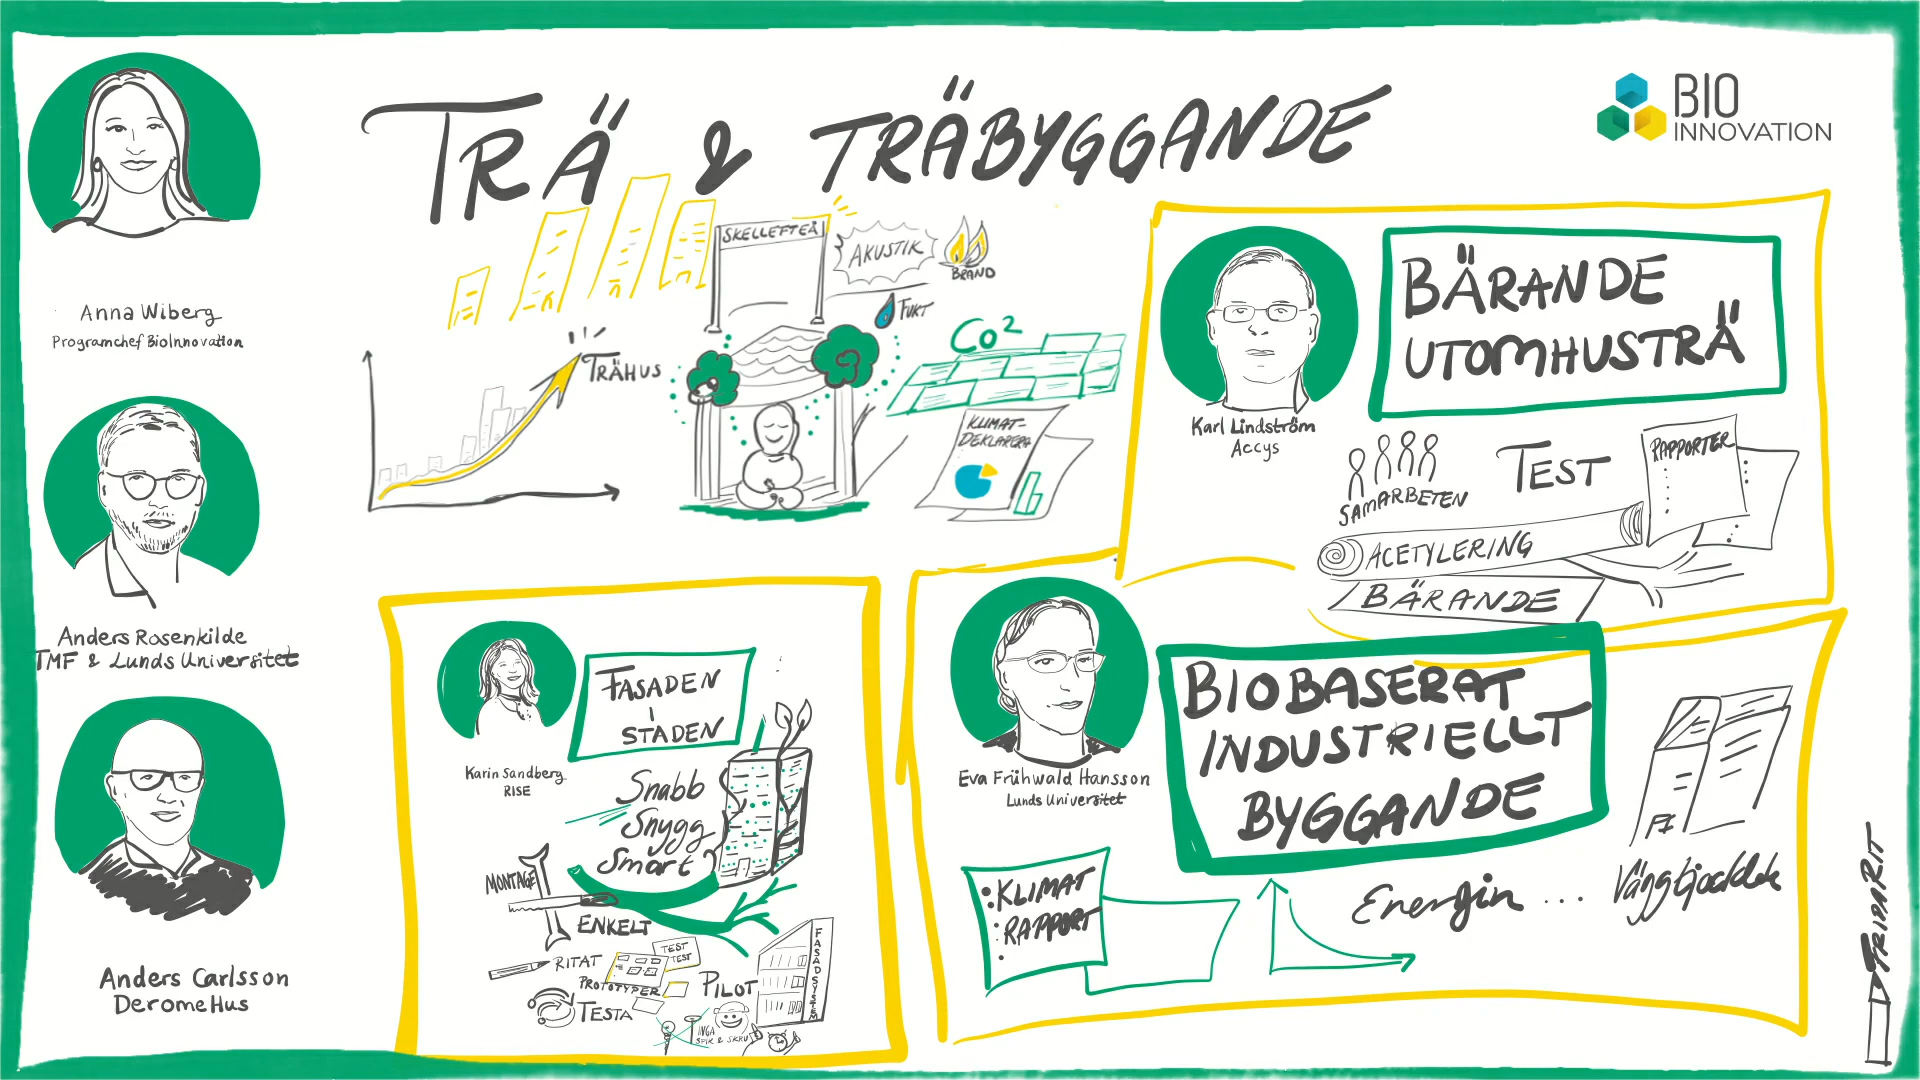 TRÄ & TRÄBYGGANDE
BIO
INNOVATION
Anna Wiberg
Programchef BioInnovation
Anders Rosenkilde
TMF & Lunds Universitet
Anders Carlsson
DeromeHus
SKELLEFTEÅ
AKUSTIK
BRAND
FUKT
TRÄHUS
CO2
KLIMAT-
DEKLARERA
Karl Lindström
Accys
BÄRANDE
UTOMHUSTRÄ
SAMARBETEN
TEST
RAPPORTER
ACETYLERING
BÄRANDE
Karin Sandberg
RISE
FASADEN
I
STADEN
Snabb
Snygg
Smart
MONTAGE
ENKELT
RITAT
TEST
TEST
PROTOTYPER
PILOT
TESTA
FASADSYSTEM
INGA
SPIK & SKRUV
Eva Frühwald Hansson
Lunds Universitet
BIOBASERAT
INDUSTRIELLT
BYGGANDE
KLIMAT
RAPPORT
Energin ...
Väggtjocklek
FRIDARIT